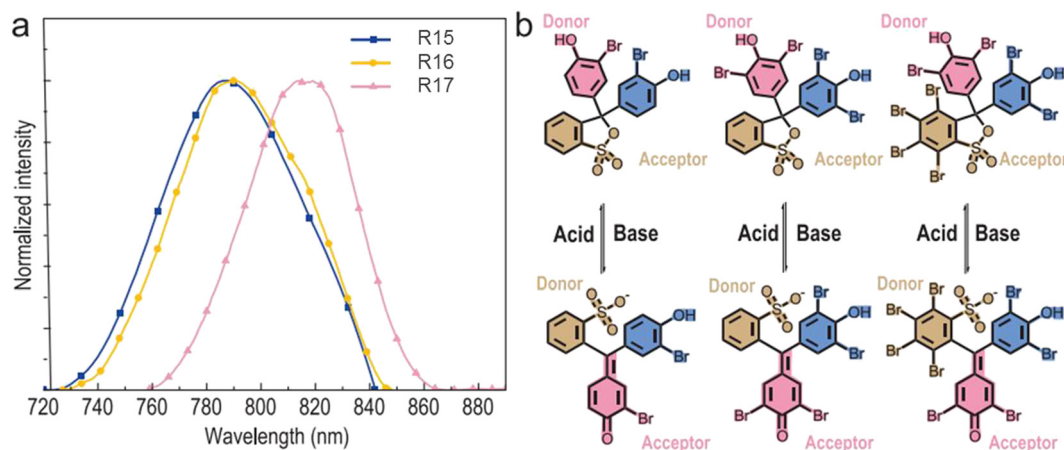 a
R15
R16
R17
Normalized intensity
720 740 760 780 800 820 840 860 880
Wavelength (nm)
b
Donor
HO
Br
Br
OH
O
S
O
O
Acceptor
Donor
HO
Br
Br
Br
OH
Br
O
S
O
O
Acceptor
Donor
HO
Br
Br
Br
OH
Br
Br
Br
Br
Br
O
S
O
O
Acceptor
Acid Base
Acid Base
Acid Base
Donor
O
O-
S
O
OH
Br
Br
O
Acceptor
Donor
O
O-
S
O
Br
OH
Br
Br
Br
O
Acceptor
Donor
Br
O
O-
S
O
Br
OH
Br
Br
Br
Br
Br
Br
O
Acceptor